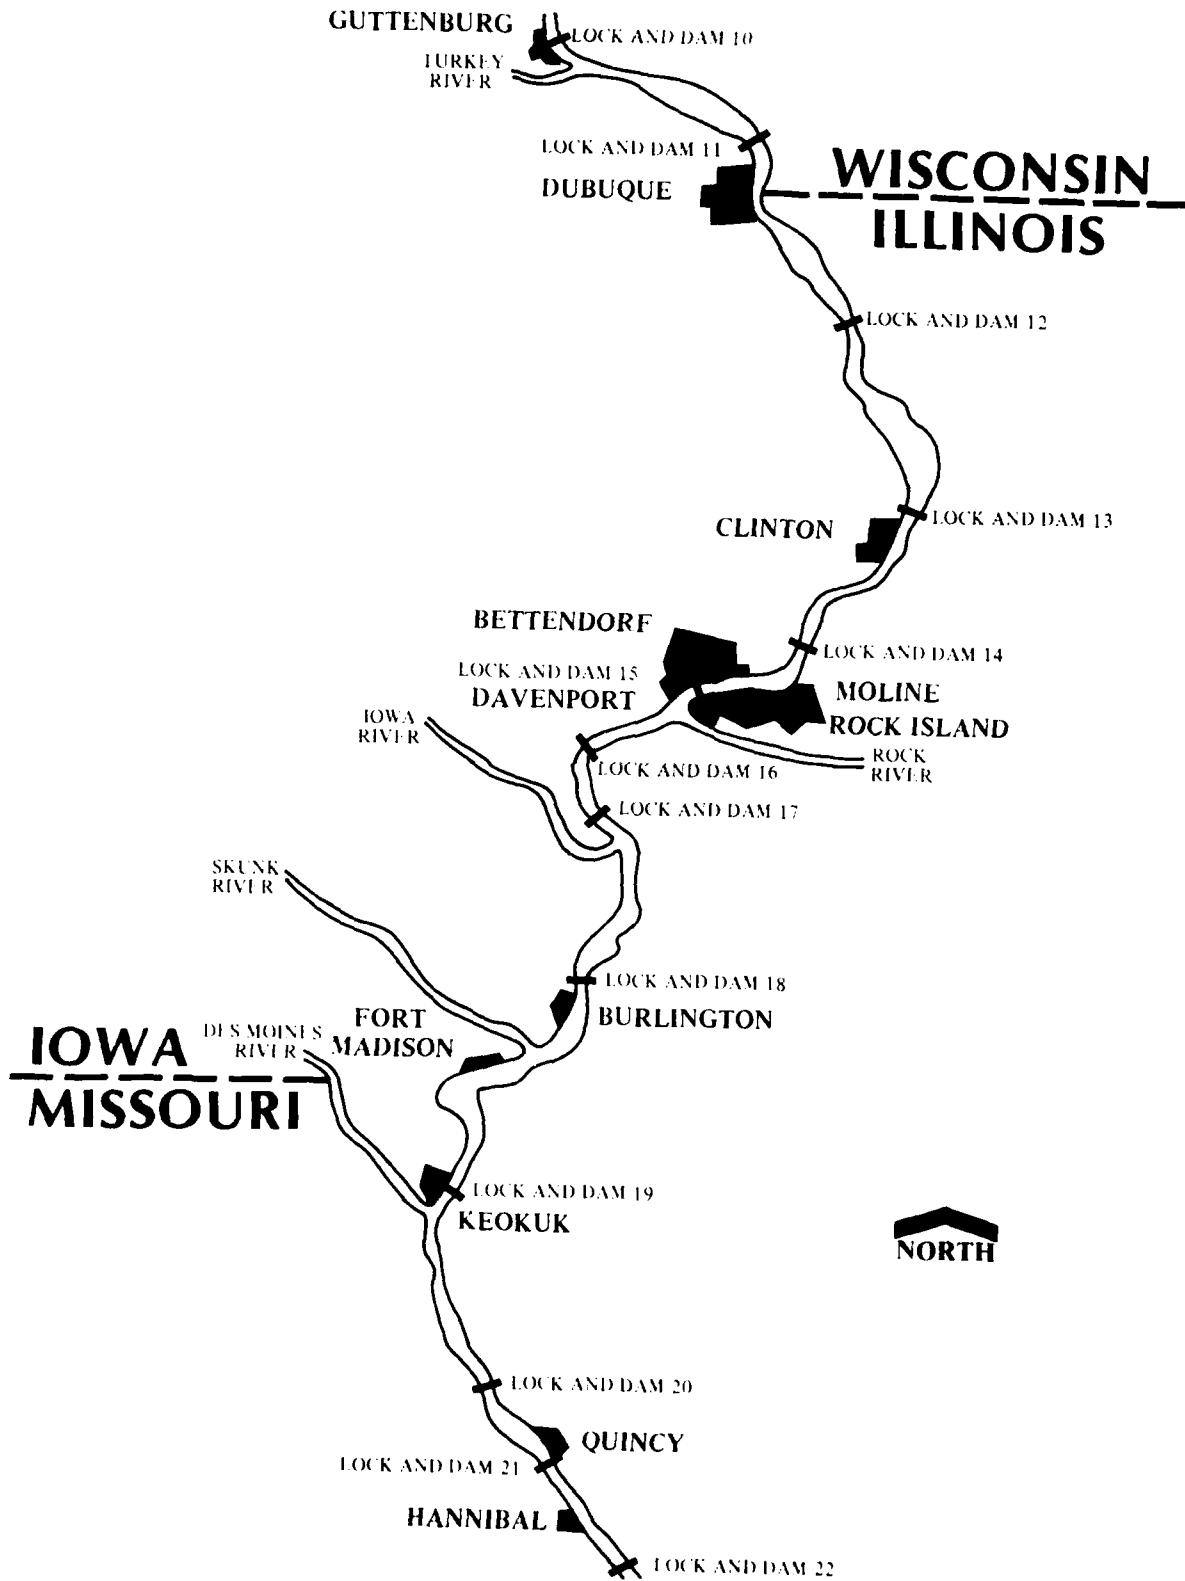 GUTTENBURG
LOCK AND DAM 10
TURKEY
RIVER
LOCK AND DAM 11
DUBUQUE
WISCONSIN
ILLINOIS
LOCK AND DAM 12
LOCK AND DAM 13
CLINTON
BETTENDORF
LOCK AND DAM 14
LOCK AND DAM 15
DAVENPORT
MOLINE
ROCK ISLAND
IOWA
RIVER
ROCK
RIVER
LOCK AND DAM 16
LOCK AND DAM 17
SKUNK
RIVER
LOCK AND DAM 18
BURLINGTON
FORT
MADISON
DES MOINES
RIVER
IOWA
MISSOURI
LOCK AND DAM 19
KEOKUK
NORTH
LOCK AND DAM 20
QUINCY
LOCK AND DAM 21
HANNIBAL
LOCK AND DAM 22